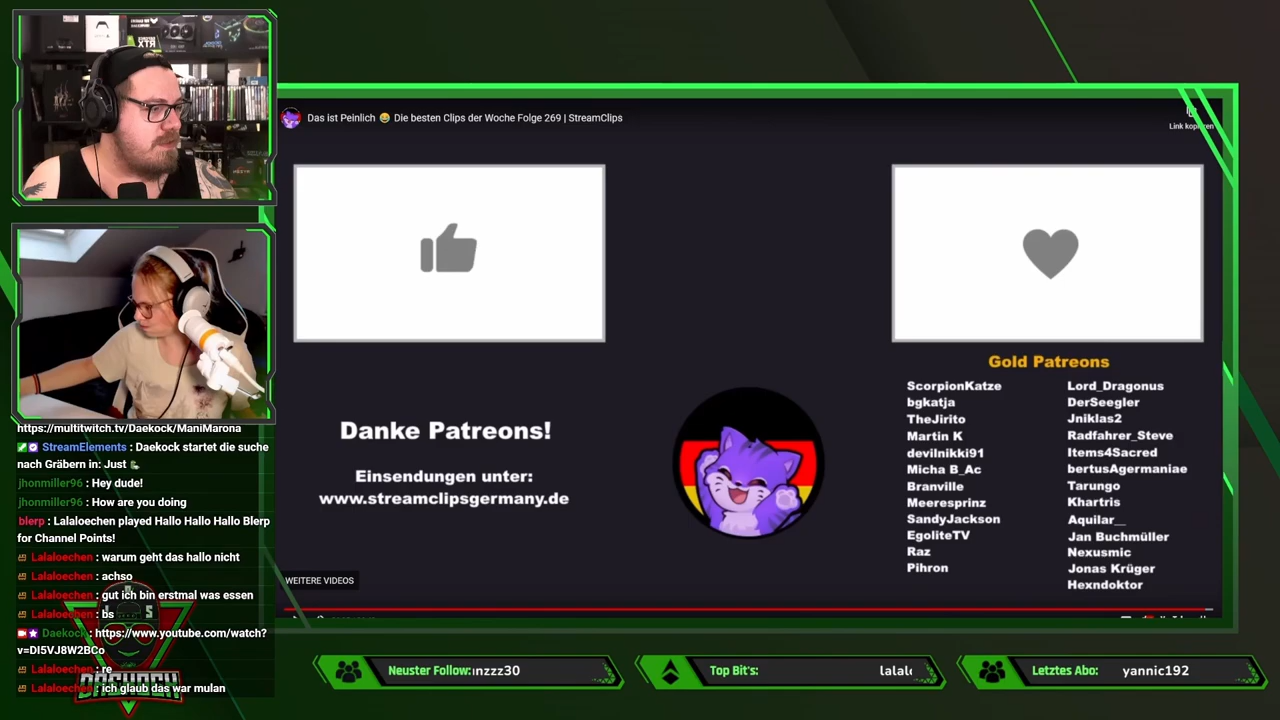 Das ist Peinlich 😂 Die besten Clips der Woche Folge 269 | StreamClips
Link kopieren
Danke Patreons!
Einsendungen unter:
www.streamclipsgermany.de
Gold Patreons
ScorpionKatze
bgkatja
TheJirito
Martin K
devilnikki91
Micha B_Ac
Branville
Meeresprinz
SandyJackson
EgoliteTV
Raz
Pihron
Lord_Dragonus
DerSeegler
Jniklas2
Radfahrer_Steve
Items4Sacred
bertusAgermaniae
Tarungo
Khartris
Aquilar__
Jan Buchmüller
Nexusmic
Jonas Krüger
Hexndoktor
WEITERE VIDEOS
https://multitwitch.tv/Daekock/ManiMarona
StreamElements : Daekock startet die suche
nach Gräbern in: Just
jhonmiller96 : Hey dude!
jhonmiller96 : How are you doing
blerp : Lalaloechen played Hallo Hallo Hallo Blerp
for Channel Points!
Lalaloechen : warum geht das hallo nicht
Lalaloechen : achso
Lalaloechen : gut ich bin erstmal was essen
Lalaloechen : bs
Daekock : https://www.youtube.com/watch?
v=DI5VJ8W2BCo
Lalaloechen : re
Lalaloechen : ich glaub das war mulan
DAEKOCK
Neuster Follow: inzzz30
Top Bit's: lalal
Letztes Abo: yannic192
RTX